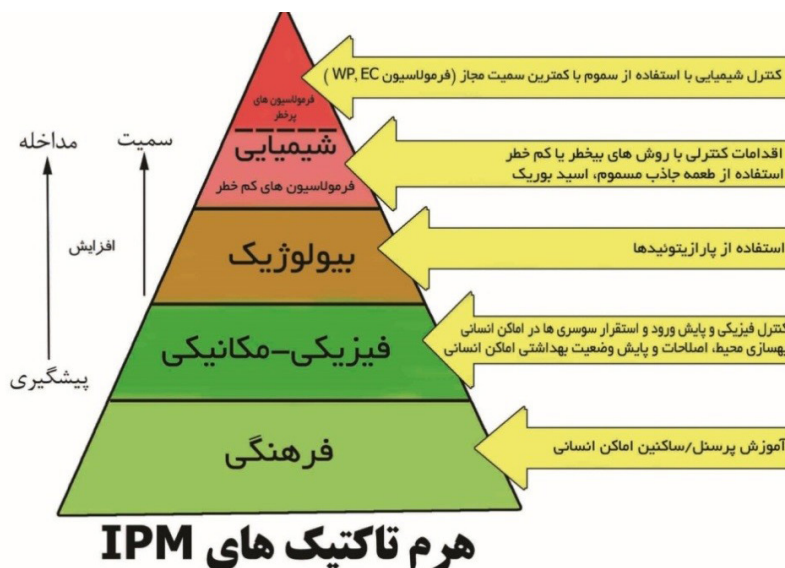 کنترل شیمیایی با استفاده از سموم با کمترین سمیت مجاز (فرمولاسیون WP, EC )
فرمولاسیون های
پرخطر
شیمیایی
فرمولاسیون های کم خطر
اقدامات کنترلی با روش های بیخطر یا کم خطر
استفاده از طعمه جاذب مسموم، اسید بوریک
مداخله
سمیت
افزایش
پیشگیری
بیولوژیک
استفاده از پارازیتوئیدها
فیزیکی-مکانیکی
کنترل فیزیکی و پایش ورود و استقرار سوسری ها در اماکن انسانی
بهسازی محیط، اصلاحات و پایش وضعیت بهداشتی اماکن انسانی
فرهنگی
آموزش پرسنل/ساکنین اماکن انسانی
هرم تاکتیک های IPM